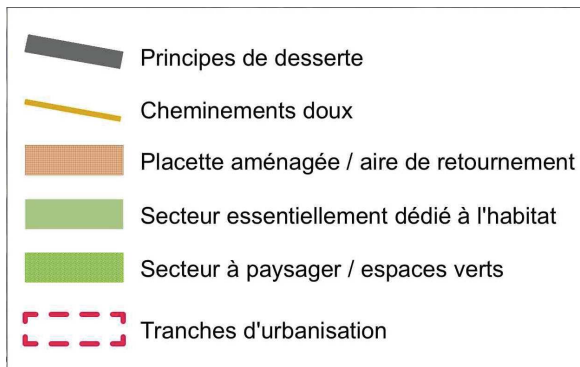 Principes de desserte
Cheminements doux
Placette aménagée / aire de retournement
Secteur essentiellement dédié à l'habitat
Secteur à paysager / espaces verts
Tranches d'urbanisation